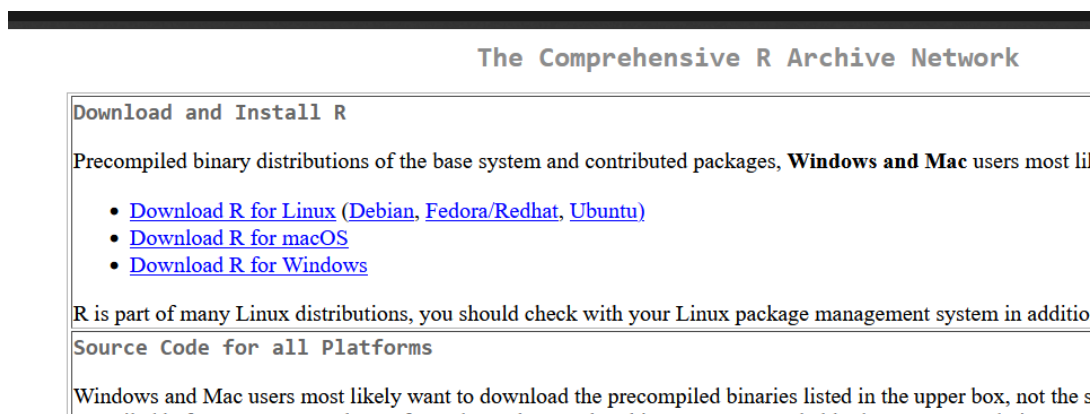 The Comprehensive R Archive Network
Download and Install R
Precompiled binary distributions of the base system and contributed packages, Windows and Mac users most
Download R for Linux (Debian, Fedora/Redhat, Ubuntu)
Download R for macOS
Download R for Windows
R is part of many Linux distributions, you should check with your Linux package management system in
Source Code for all Platforms
Windows and Mac users most likely want to download the precompiled binaries listed in the upper box, not the